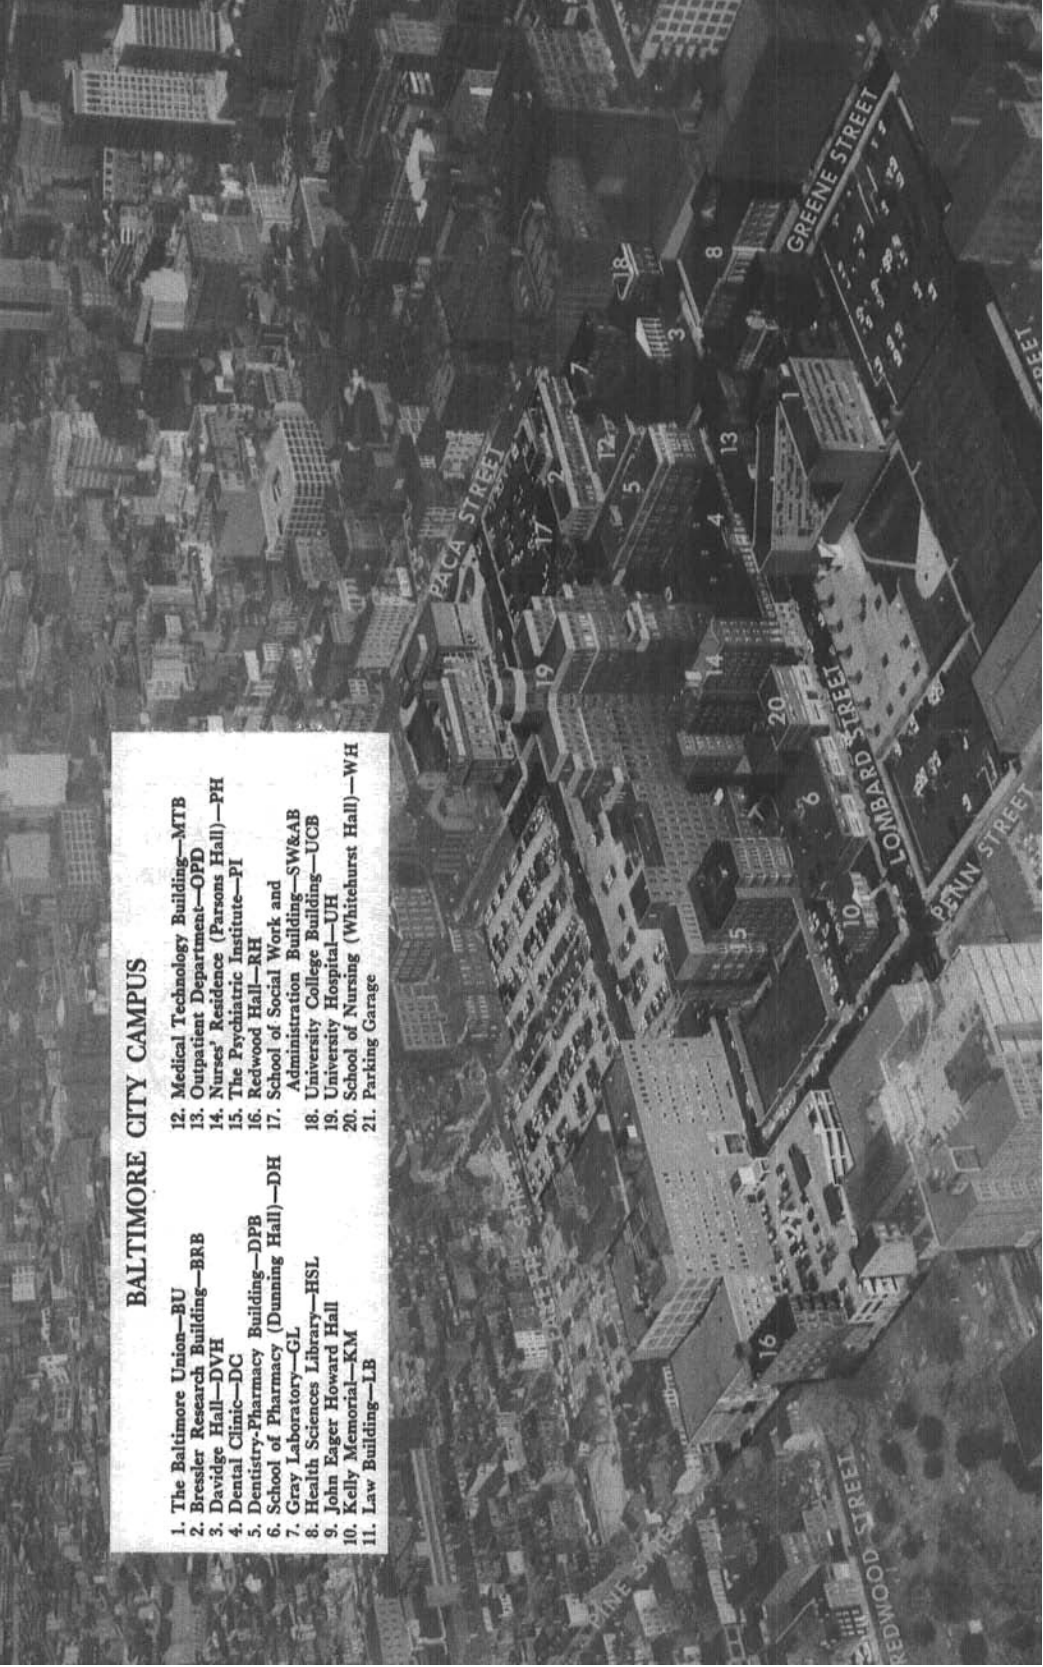 BALTIMORE CITY CAMPUS
1. The Baltimore Union—BU
2. Bressler Research Building—BRB
3. Davidge Hall—DVH
4. Dental Clinic—DC
5. Dentistry-Pharmacy Building—DPB
6. School of Pharmacy (Dunning Hall)—DH
7. Gray Laboratory—GL
8. Health Sciences Library—HSL
9. John Eager Howard Hall
10. Kelly Memorial—KM
11. Law Building—LB
12. Medical Technology Building—MTB
13. Outpatient Department—OPD
14. Nurses' Residence (Parsons Hall)—PH
15. The Psychiatric Institute—PI
16. Redwood Hall—RH
17. School of Social Work and
Administration Building—SW&AB
18. University College Building—UCB
19. University Hospital—UH
20. School of Nursing (Whitehurst Hall)—WH
21. Parking Garage
PACA STREET
GREENE STREET
LOMBARD STREET
PENN STREET
PINE STREET
REDWOOD STREET
REET
18
8
3
7
12
2
5
17
1
13
4
19
14
20
6
15
10
21
16